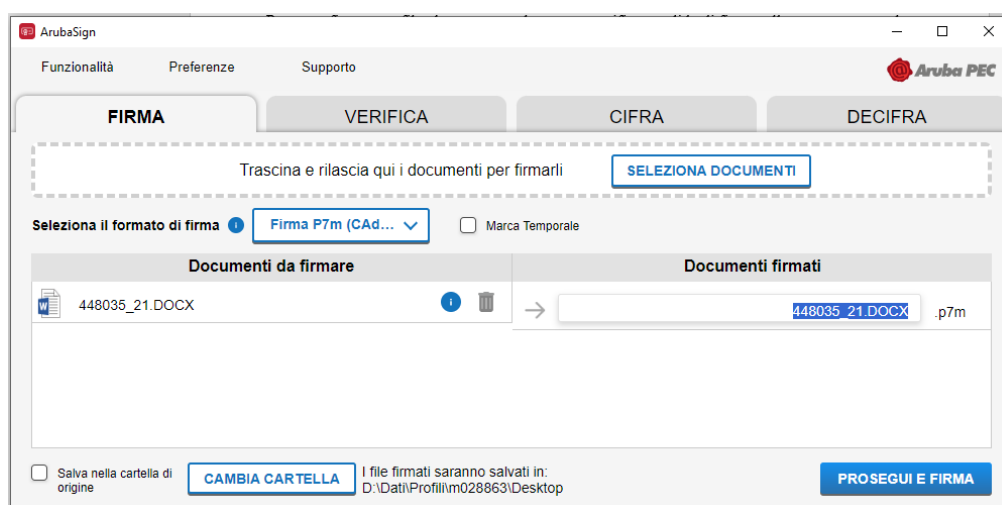 ArubaSign
Funzionalità Preferenze Supporto
Aruba PEC
FIRMA VERIFICA CIFRA DECIFRA
Trascina e rilascia qui i documenti per firmarli SELEZIONA DOCUMENTI
Seleziona il formato di firma i Firma P7m (CAd... Marca Temporale
Documenti da firmare Documenti firmati
448035_21.DOCX i 448035_21.DOCX .p7m
Salva nella cartella di
origine
CAMBIA CARTELLA
I file firmati saranno salvati in:
D:\Dati\Profili\m028863\Desktop
PROSEGUI E FIRMA